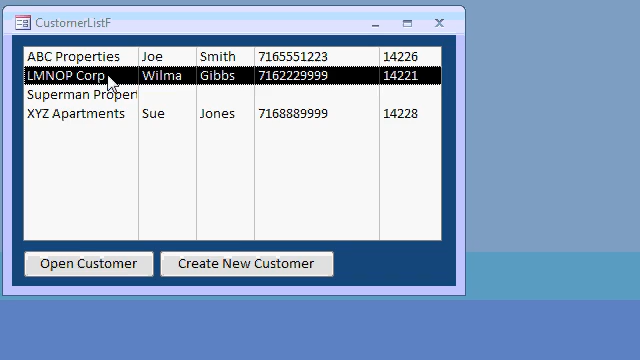 CustomerListF
ABC Properties Joe Smith 7165551223 14226
LMNOP Corp Wilma Gibbs 7162229999 14221
Superman Propert
XYZ Apartments Sue Jones 7168889999 14228
Open Customer Create New Customer